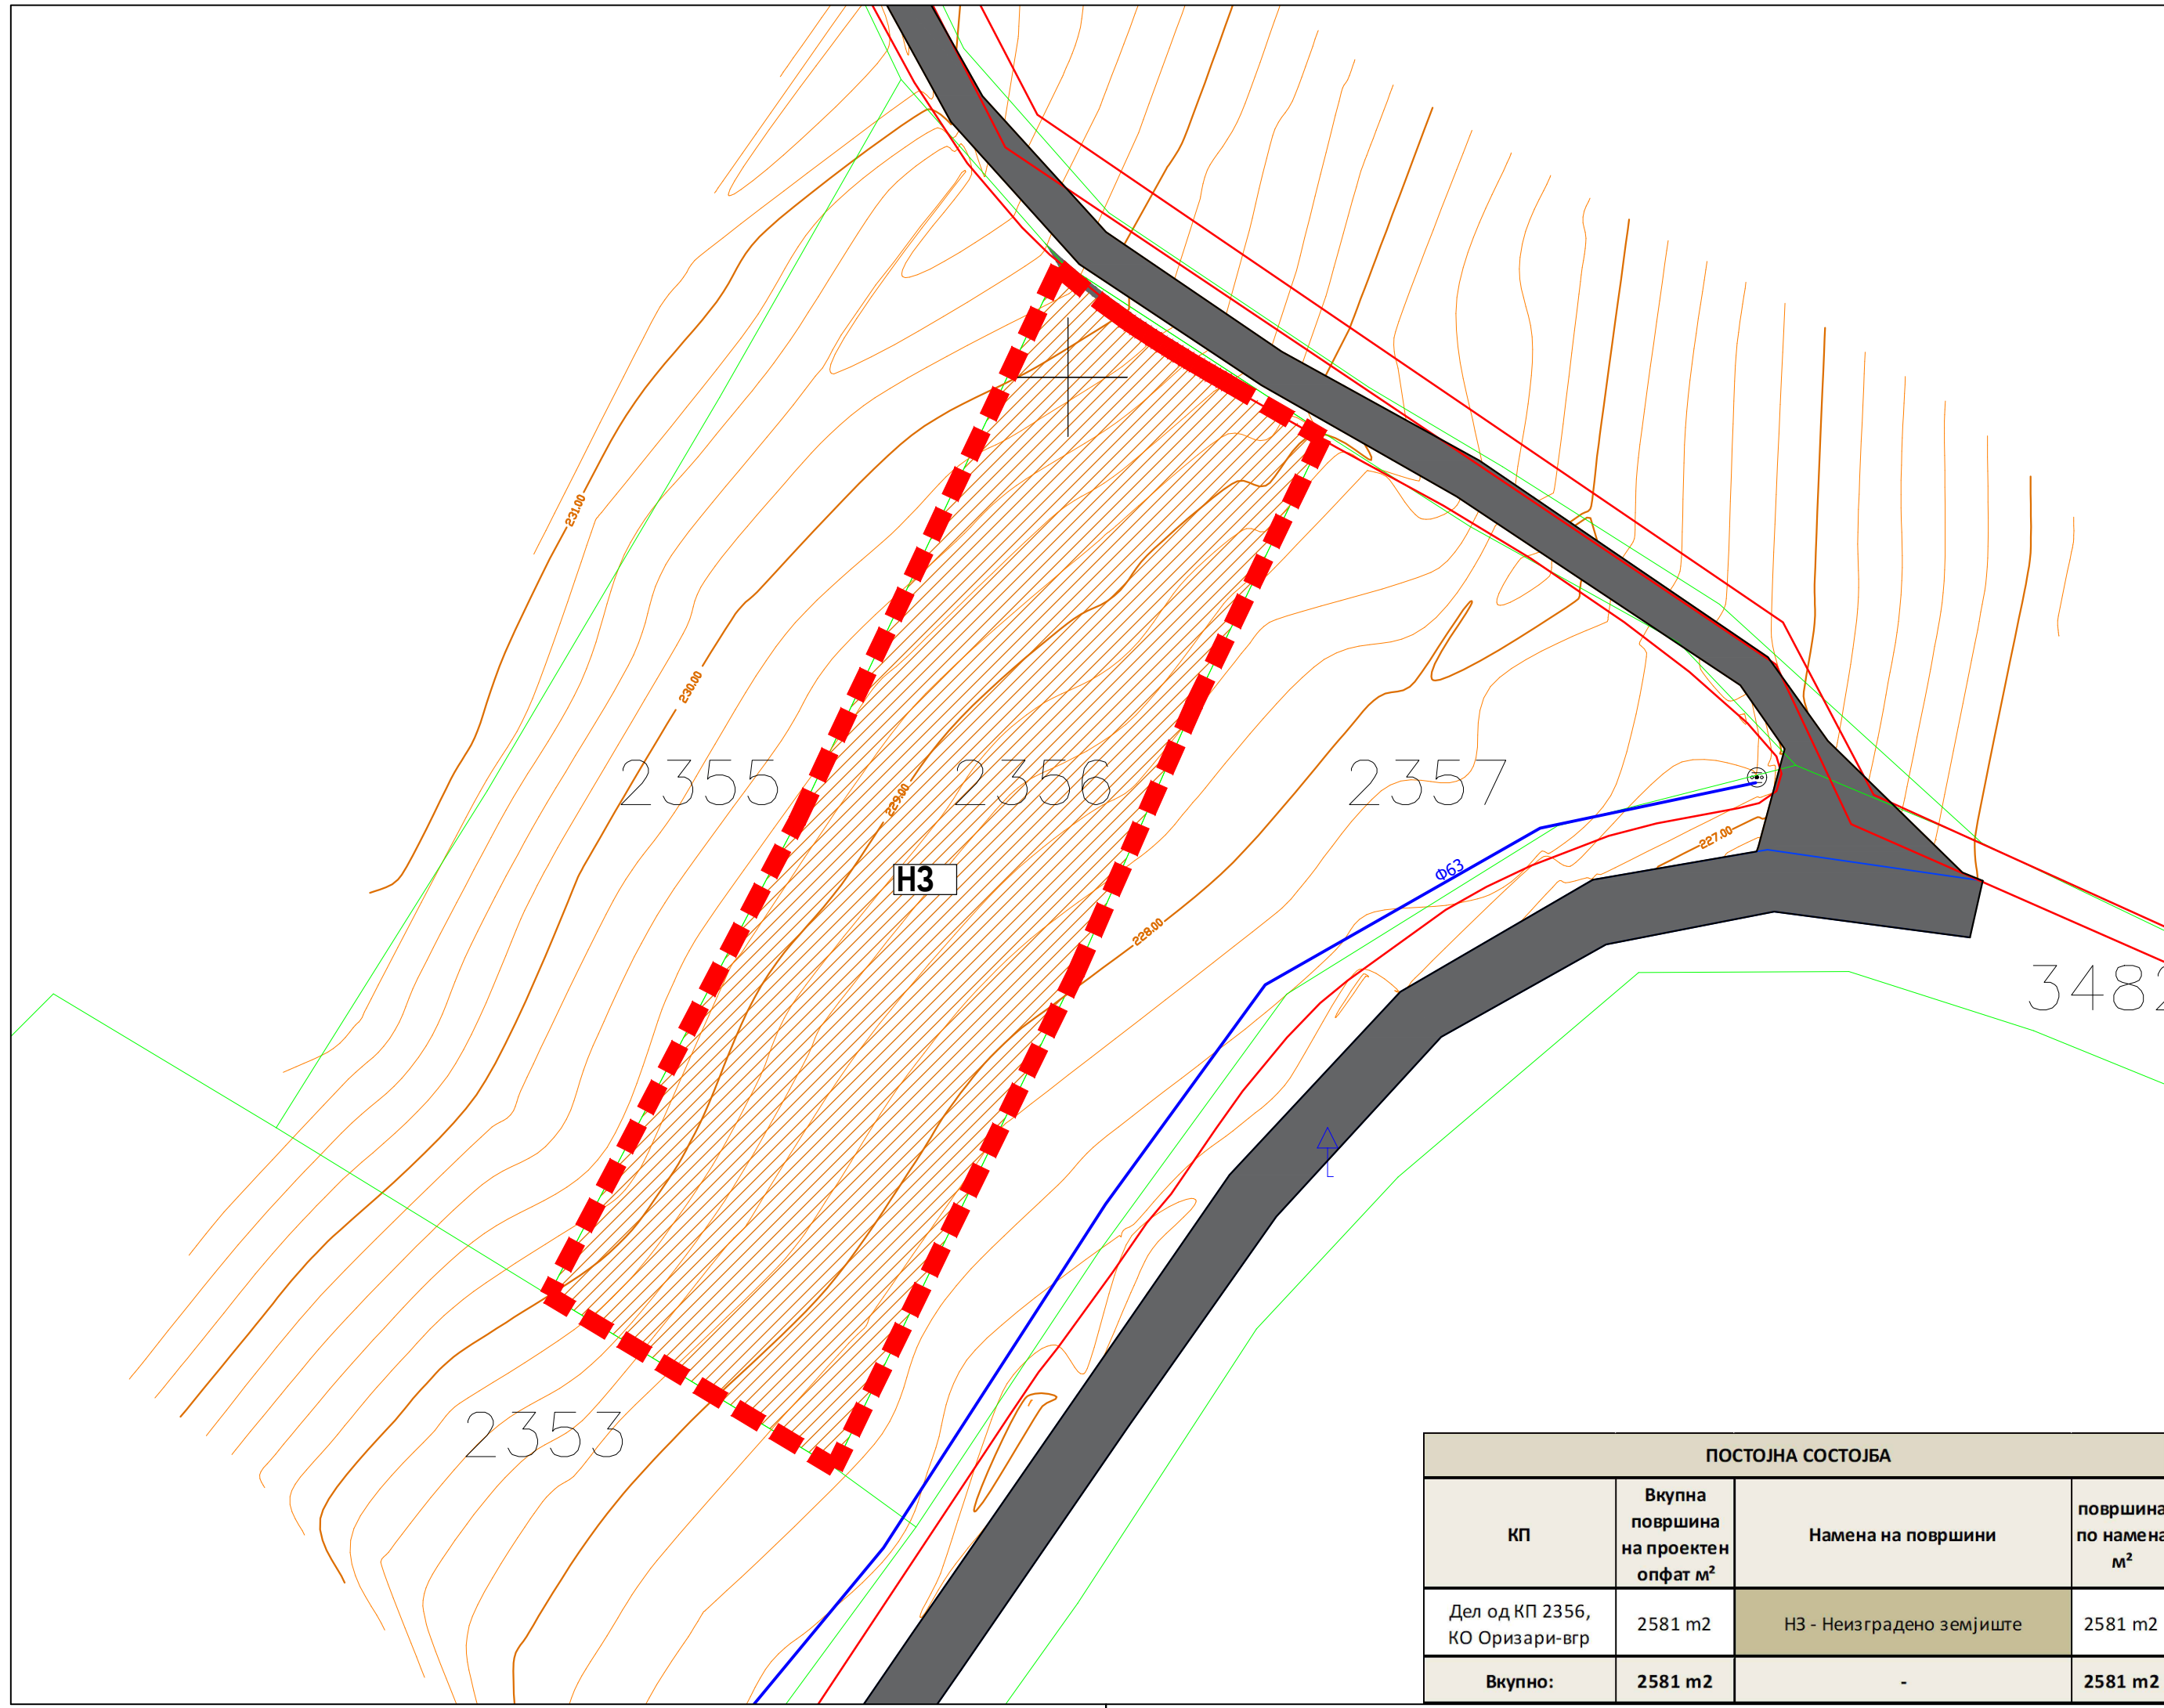 231.00
230.00
2355
2356
2357
229.00
НЗ
227.00
Ф63
228.00
3482
2353
ПОСТОЈНА СОСТОЈБА
КП
Вкупна
површина
на проектен
опфат м²
Намена на површини
површина
по намена
м²
Дел од КП 2356,
КО Оризари-вгр
2581 m2
НЗ - Неизградено земјиште
2581 m2
Вкупно:
2581 m2
-
2581 m2